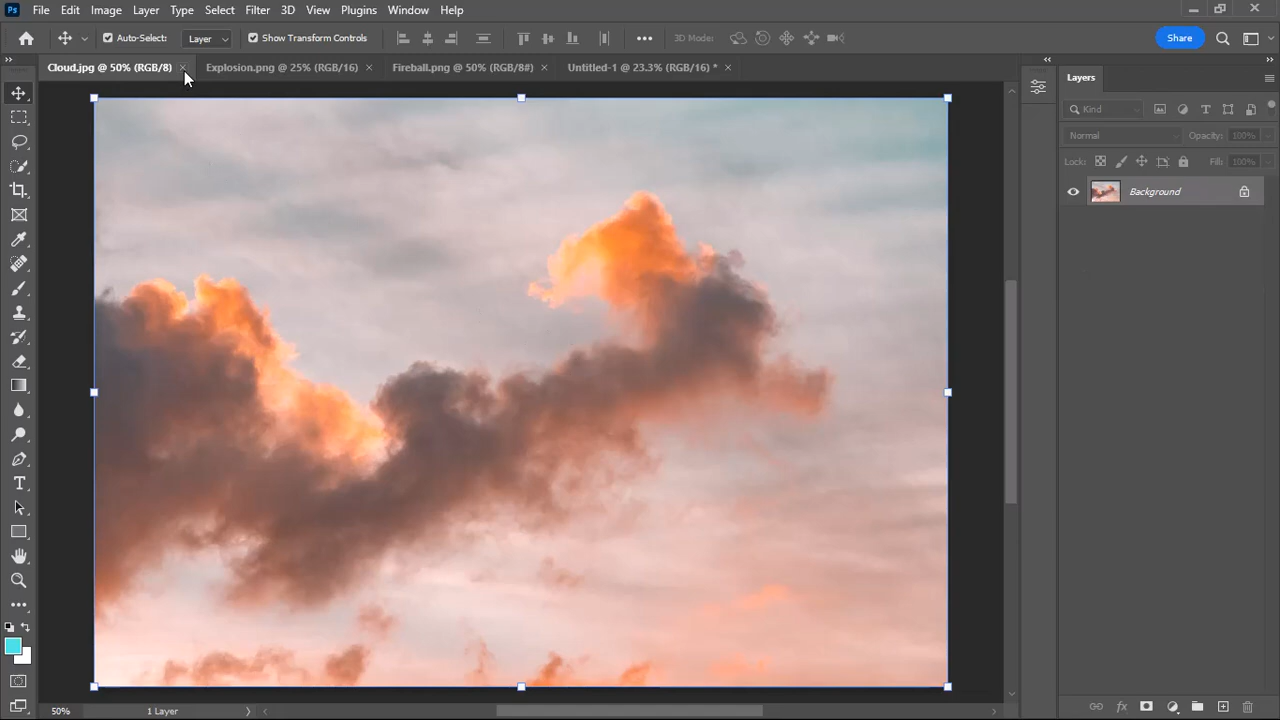 Ps File Edit Image Layer Type Select Filter 3D View Plugins Window Help
Auto-Select: Layer Show Transform Controls 3D Mode: Share
Cloud.jpg @ 50% (RGB/8) Explosion.png @ 25% (RGB/16) Fireball.png @ 50% (RGB/8#) Untitled-1 @ 23.3% (RGB/16) *
Layers
Kind
Normal Opacity: 100%
Lock: Fill: 100%
Background
50% 1 Layer